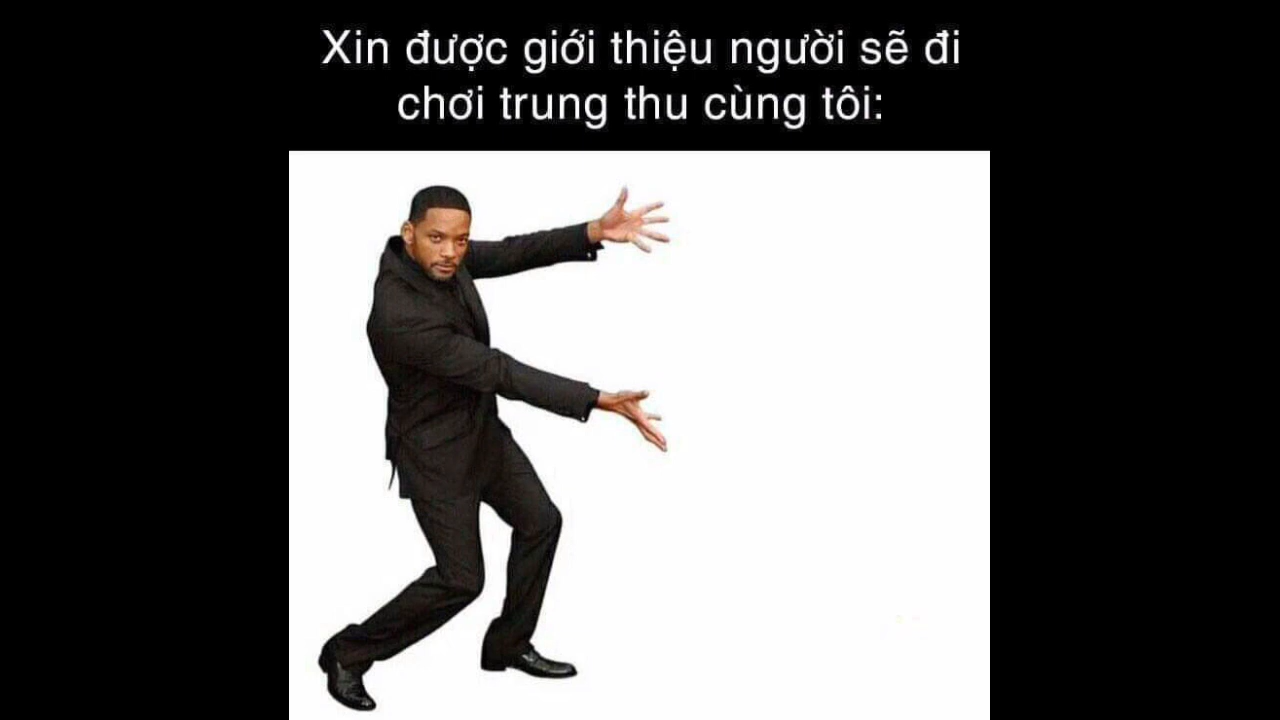 Xin được giới thiệu người sẽ đi
chơi trung thu cùng tôi: